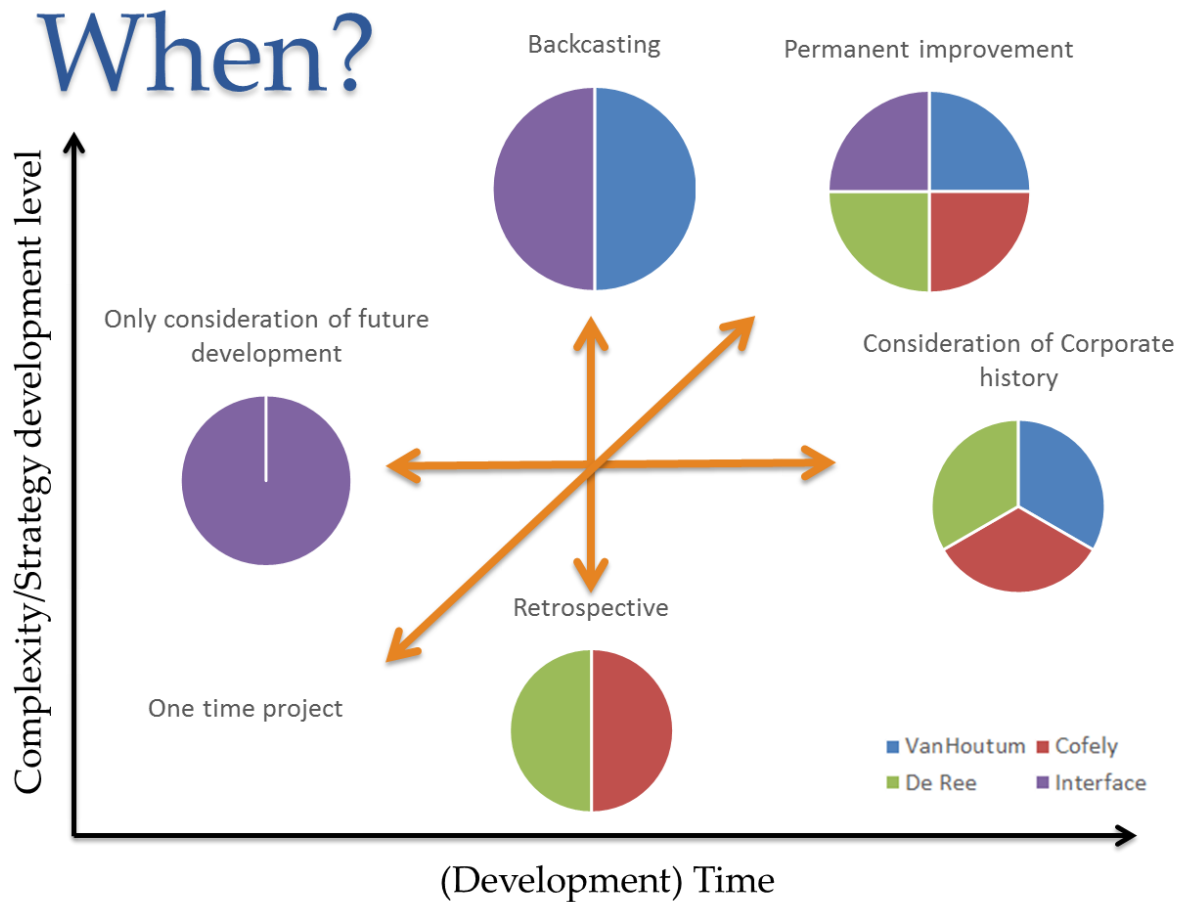 When?
Backcasting
Permanent improvement
Complexity/Strategy development level
Only consideration of future
development
Consideration of Corporate
history
Retrospective
One time project
VanHoutum
Cofely
De Ree
Interface
(Development) Time